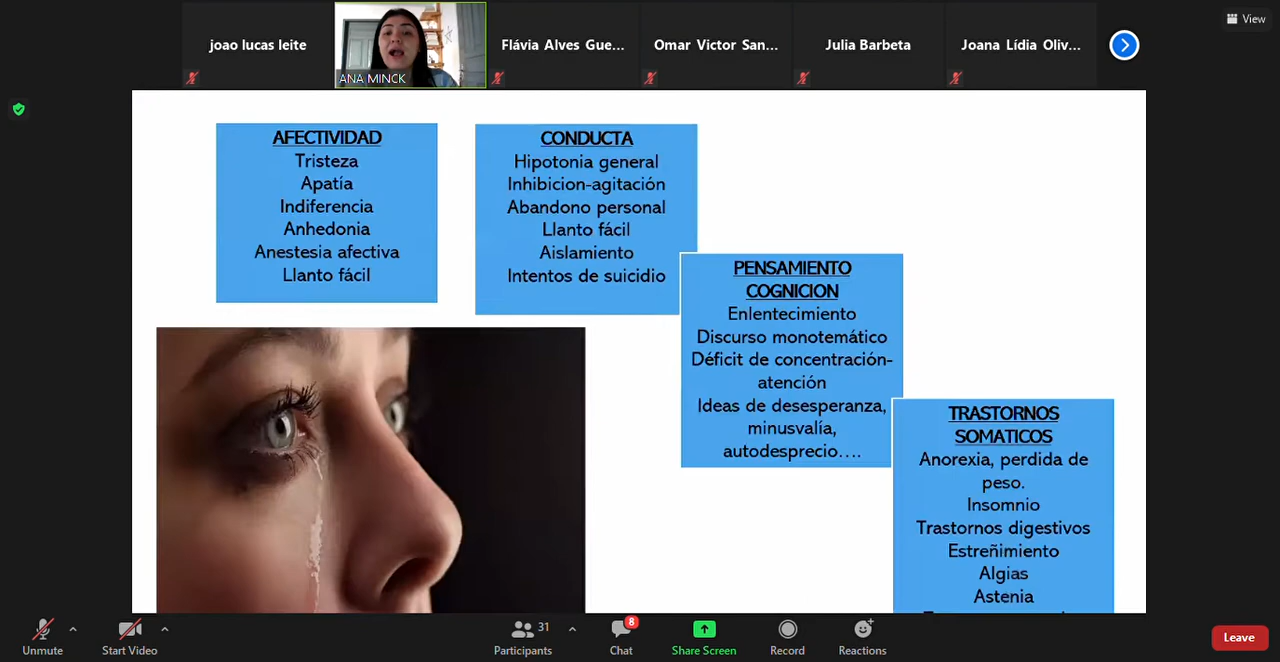 joao lucas leite
ANA MINCK
Flávia Alves Gue...
Omar Victor San...
Julia Barbeta
Joana Lídia Oliv...
View
AFECTIVIDAD
Tristeza
Apatía
Indiferencia
Anhedonia
Anestesia afectiva
Llanto fácil
CONDUCTA
Hipotonia general
Inhibicion-agitación
Abandono personal
Llanto fácil
Aislamiento
Intentos de suicidio
PENSAMIENTO
COGNICION
Enlentecimiento
Discurso monotemático
Déficit de concentración-
atención
Ideas de desesperanza,
minusvalía,
autodesprecio....
TRASTORNOS
SOMATICOS
Anorexia, perdida de
peso.
Insomnio
Trastornos digestivos
Estreñimiento
Algias
Astenia
Unmute
Start Video
31
Participants
8
Chat
Share Screen
Record
Reactions
Leave